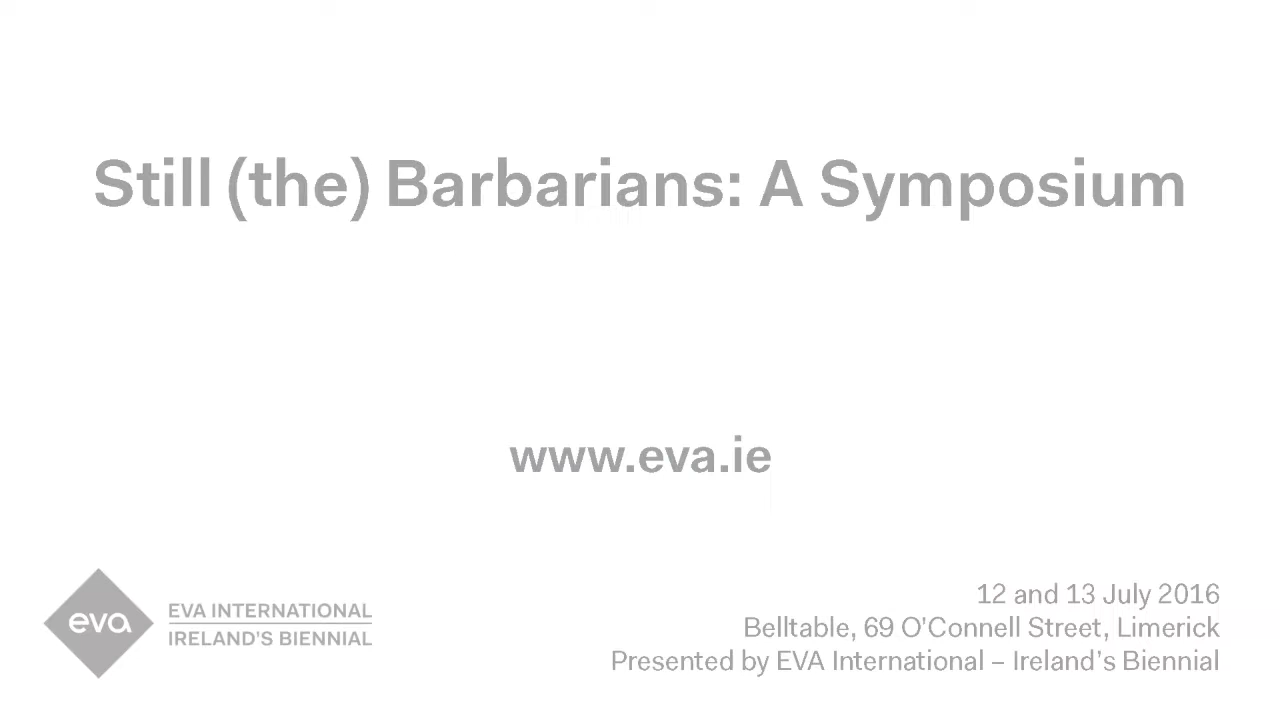 Still (the) Barbarians: A Symposium
www.eva.ie
eva
EVA INTERNATIONAL
IRELAND'S BIENNIAL
12 and 13 July 2016
Belltable, 69 O’Connell Street, Limerick
Presented by EVA International – Ireland’s Biennial